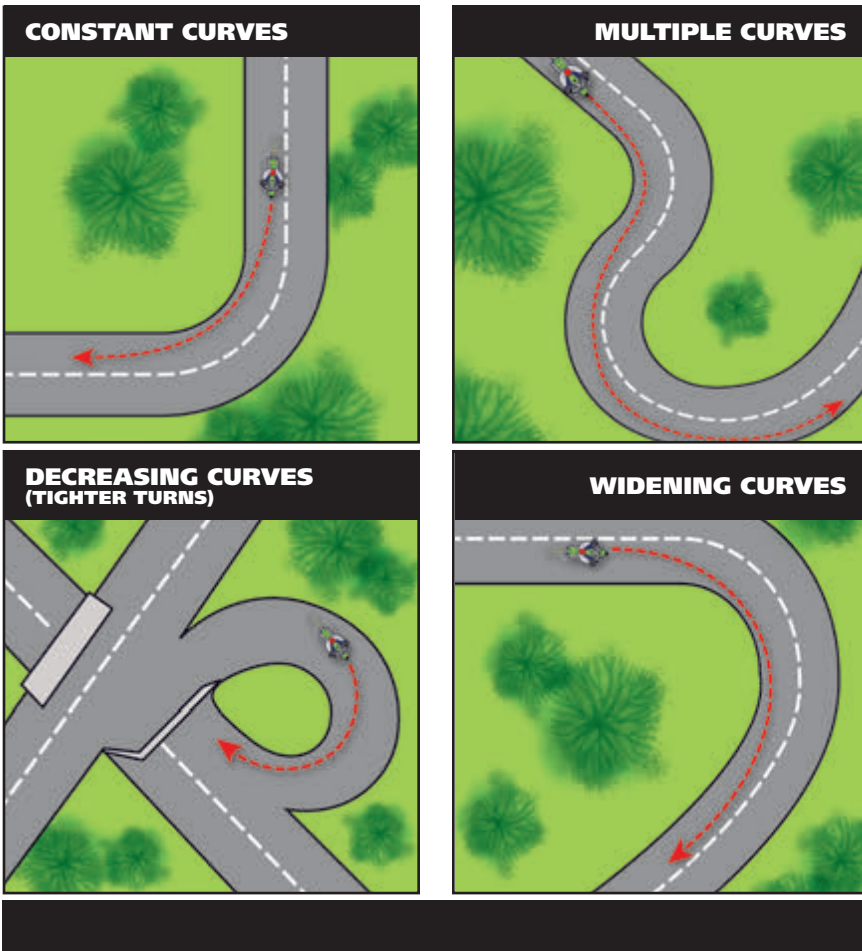 CONSTANT CURVES
MULTIPLE CURVES
DECREASING CURVES
(TIGHTER TURNS)
WIDENING CURVES